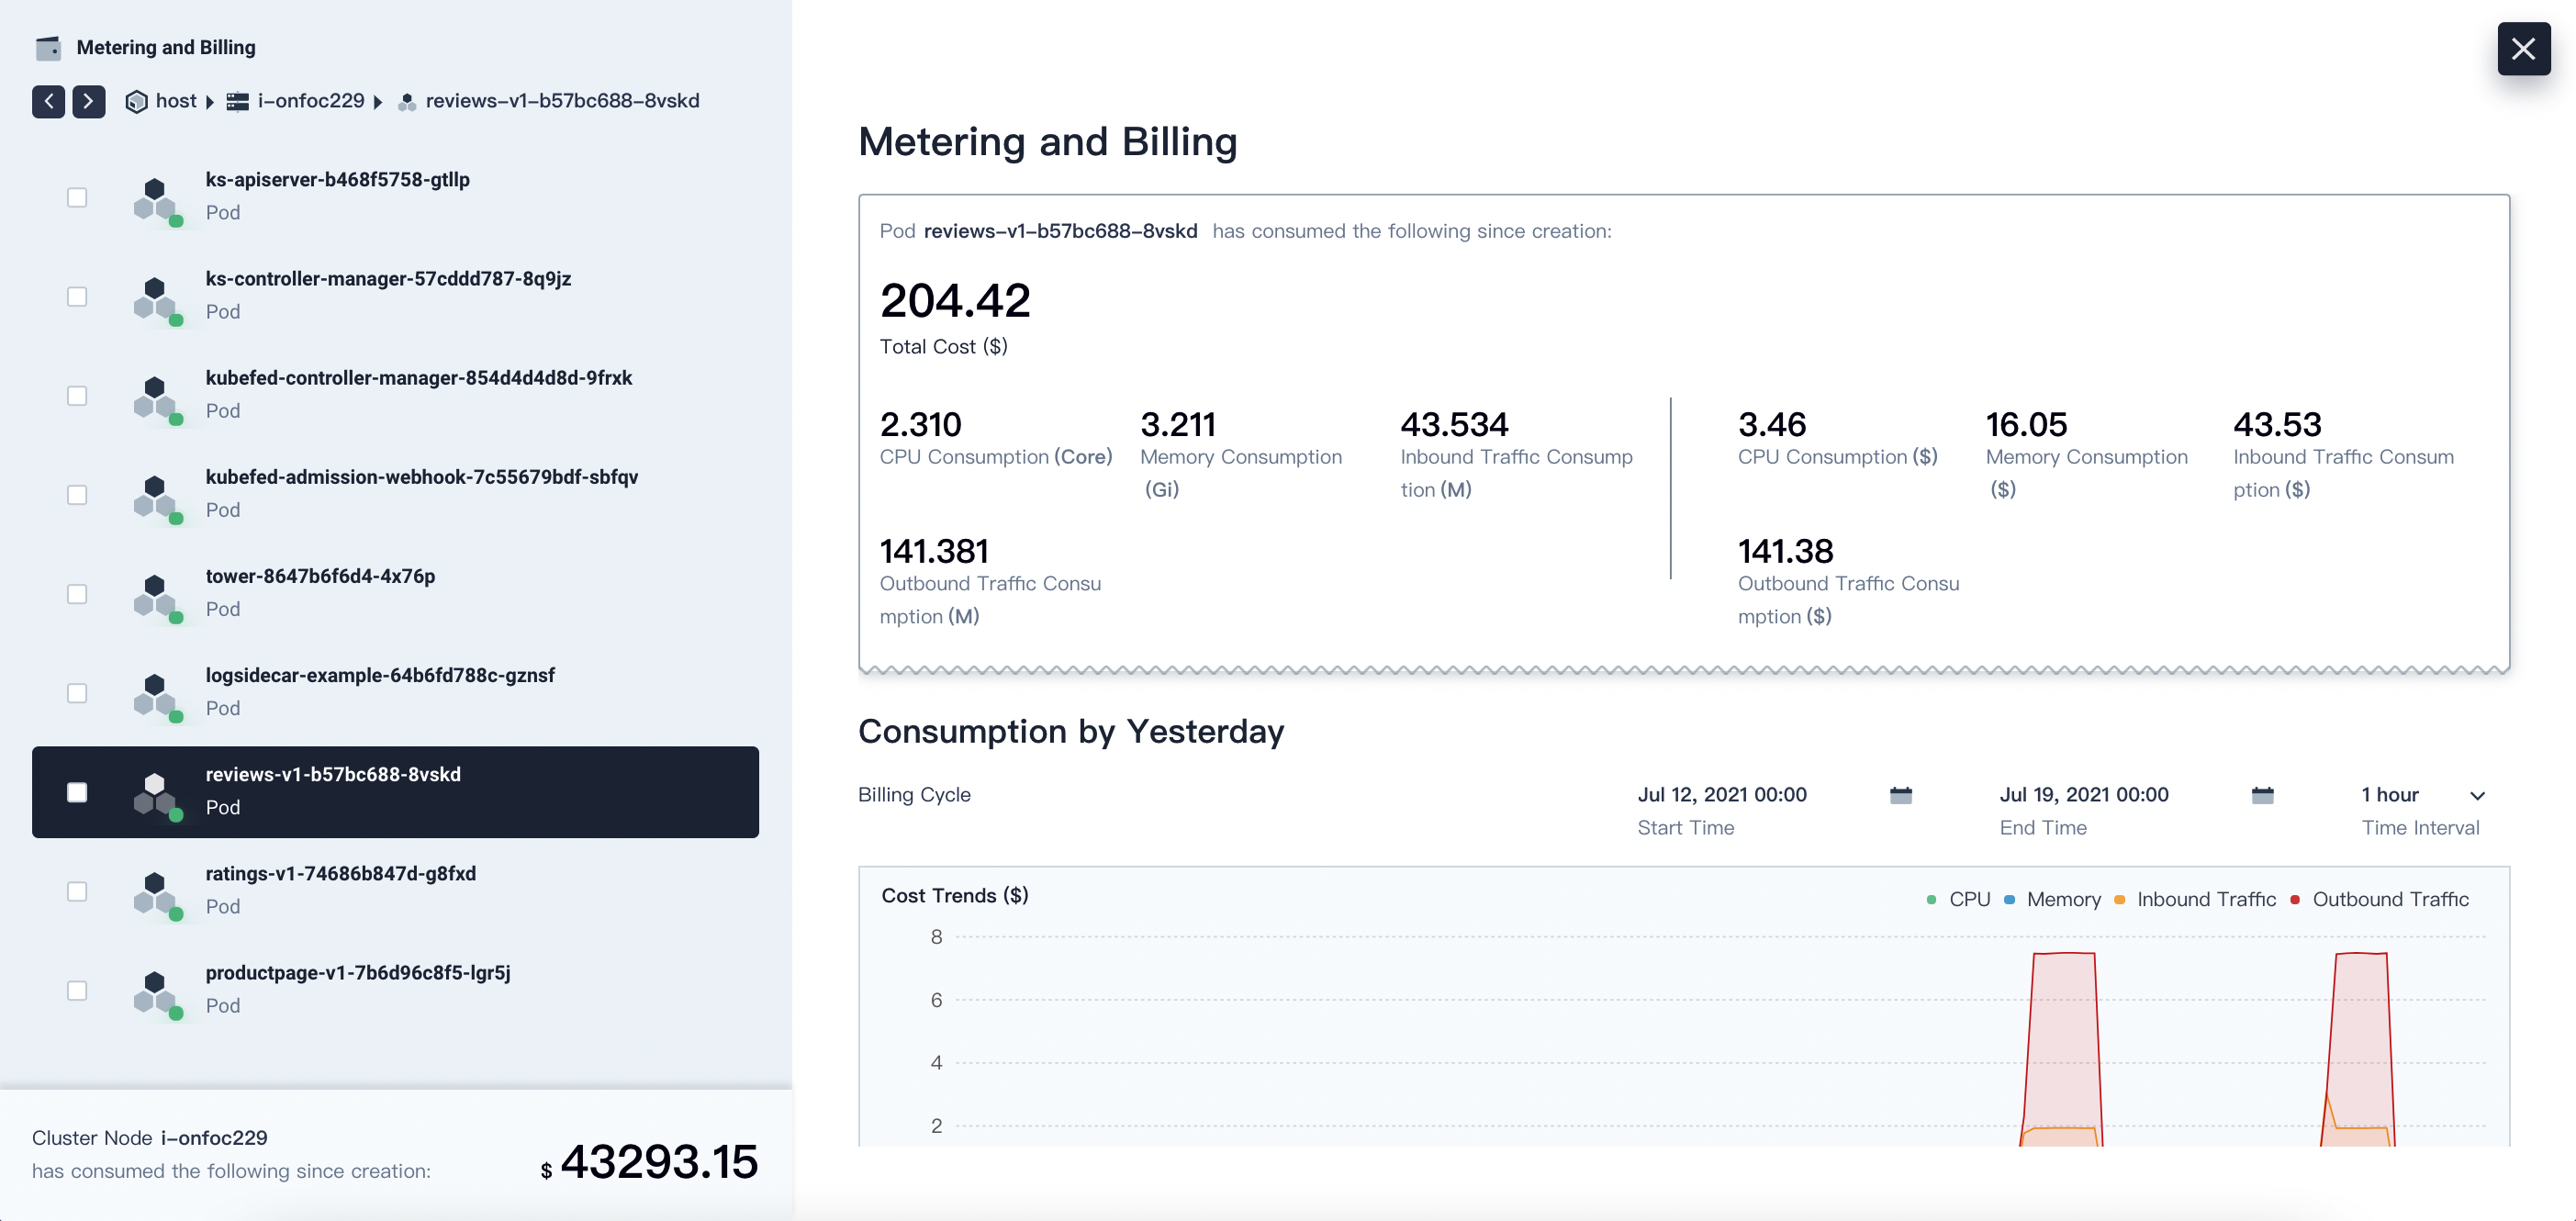 Metering and Billing
host
i-onfoc229
reviews-v1-b57bc688-8vskd
ks-apiserver-b468f5758-gtllp
Pod
ks-controller-manager-57cddd787-8q9jz
Pod
kubefed-controller-manager-854d4d4d8d-9frxk
Pod
kubefed-admission-webhook-7c55679bdf-sbfqv
Pod
tower-8647b6f6d4-4x76p
Pod
logsidecar-example-64b6fd788c-gznsf
Pod
reviews-v1-b57bc688-8vskd
Pod
ratings-v1-74686b847d-g8fxd
Pod
productpage-v1-7b6d96c8f5-lgr5j
Pod
Cluster Node i-onfoc229
has consumed the following since creation:
$ 43293.15
Metering and Billing
Pod reviews-v1-b57bc688-8vskd has consumed the following since creation:
204.42
Total Cost ($)
2.310
CPU Consumption (Core)
3.211
Memory Consumption
(Gi)
43.534
Inbound Traffic Consump
tion (M)
141.381
Outbound Traffic Consu
mption (M)
3.46
CPU Consumption ($)
16.05
Memory Consumption
($)
43.53
Inbound Traffic Consum
ption ($)
141.38
Outbound Traffic Consu
mption ($)
Consumption by Yesterday
Billing Cycle
Jul 12, 2021 00:00
Start Time
Jul 19, 2021 00:00
End Time
1 hour
Time Interval
Cost Trends ($)
CPU
Memory
Inbound Traffic
Outbound Traffic
8
6
4
2